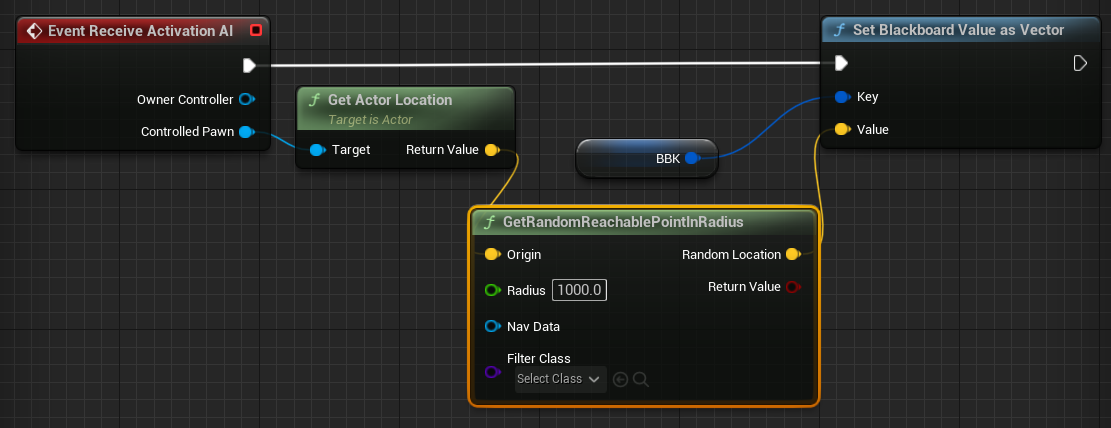 Event Receive Activation AI
Owner Controller
Controlled Pawn
Get Actor Location
Target is Actor
Target
Return Value
BBK
Set Blackboard Value as Vector
Key
Value
GetRandomReachablePointInRadius
Origin
Random Location
Radius 1000.0
Return Value
Nav Data
Filter Class
Select Class